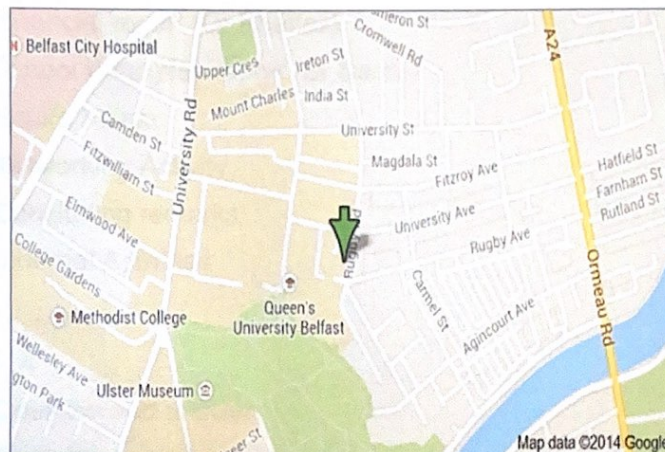 Belfast City Hospital
Upper Cres
Ireton St
Cromwell Rd
A24
Mount Charles
India St
University Rd
University St
Camden St
Fitzwilliam St
Magdala St
Fitzroy Ave
Hatfield St
Farnham St
Rutland St
Elmwood Ave
University Ave
Rugby Ave
College Gardens
Queen's
University Belfast
Carmel St
Agincourt Ave
Ormeau Rd
Methodist College
Wellesley Ave
Ulster Museum
Map data ©2014 Google